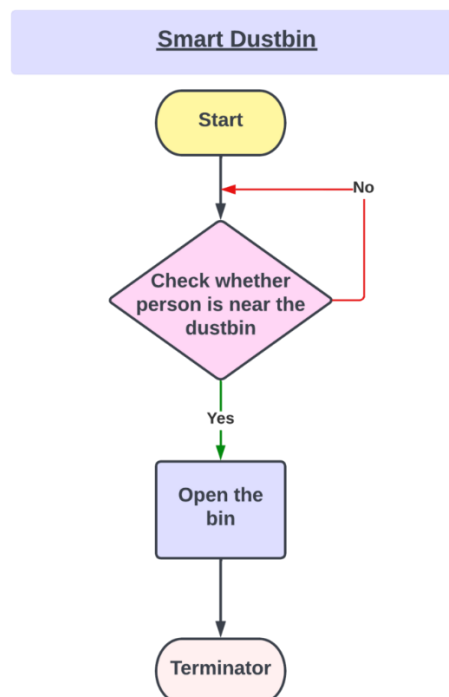 Smart Dustbin
Start
No
Check whether
person is near the
dustbin
Yes
Open the
bin
Terminator